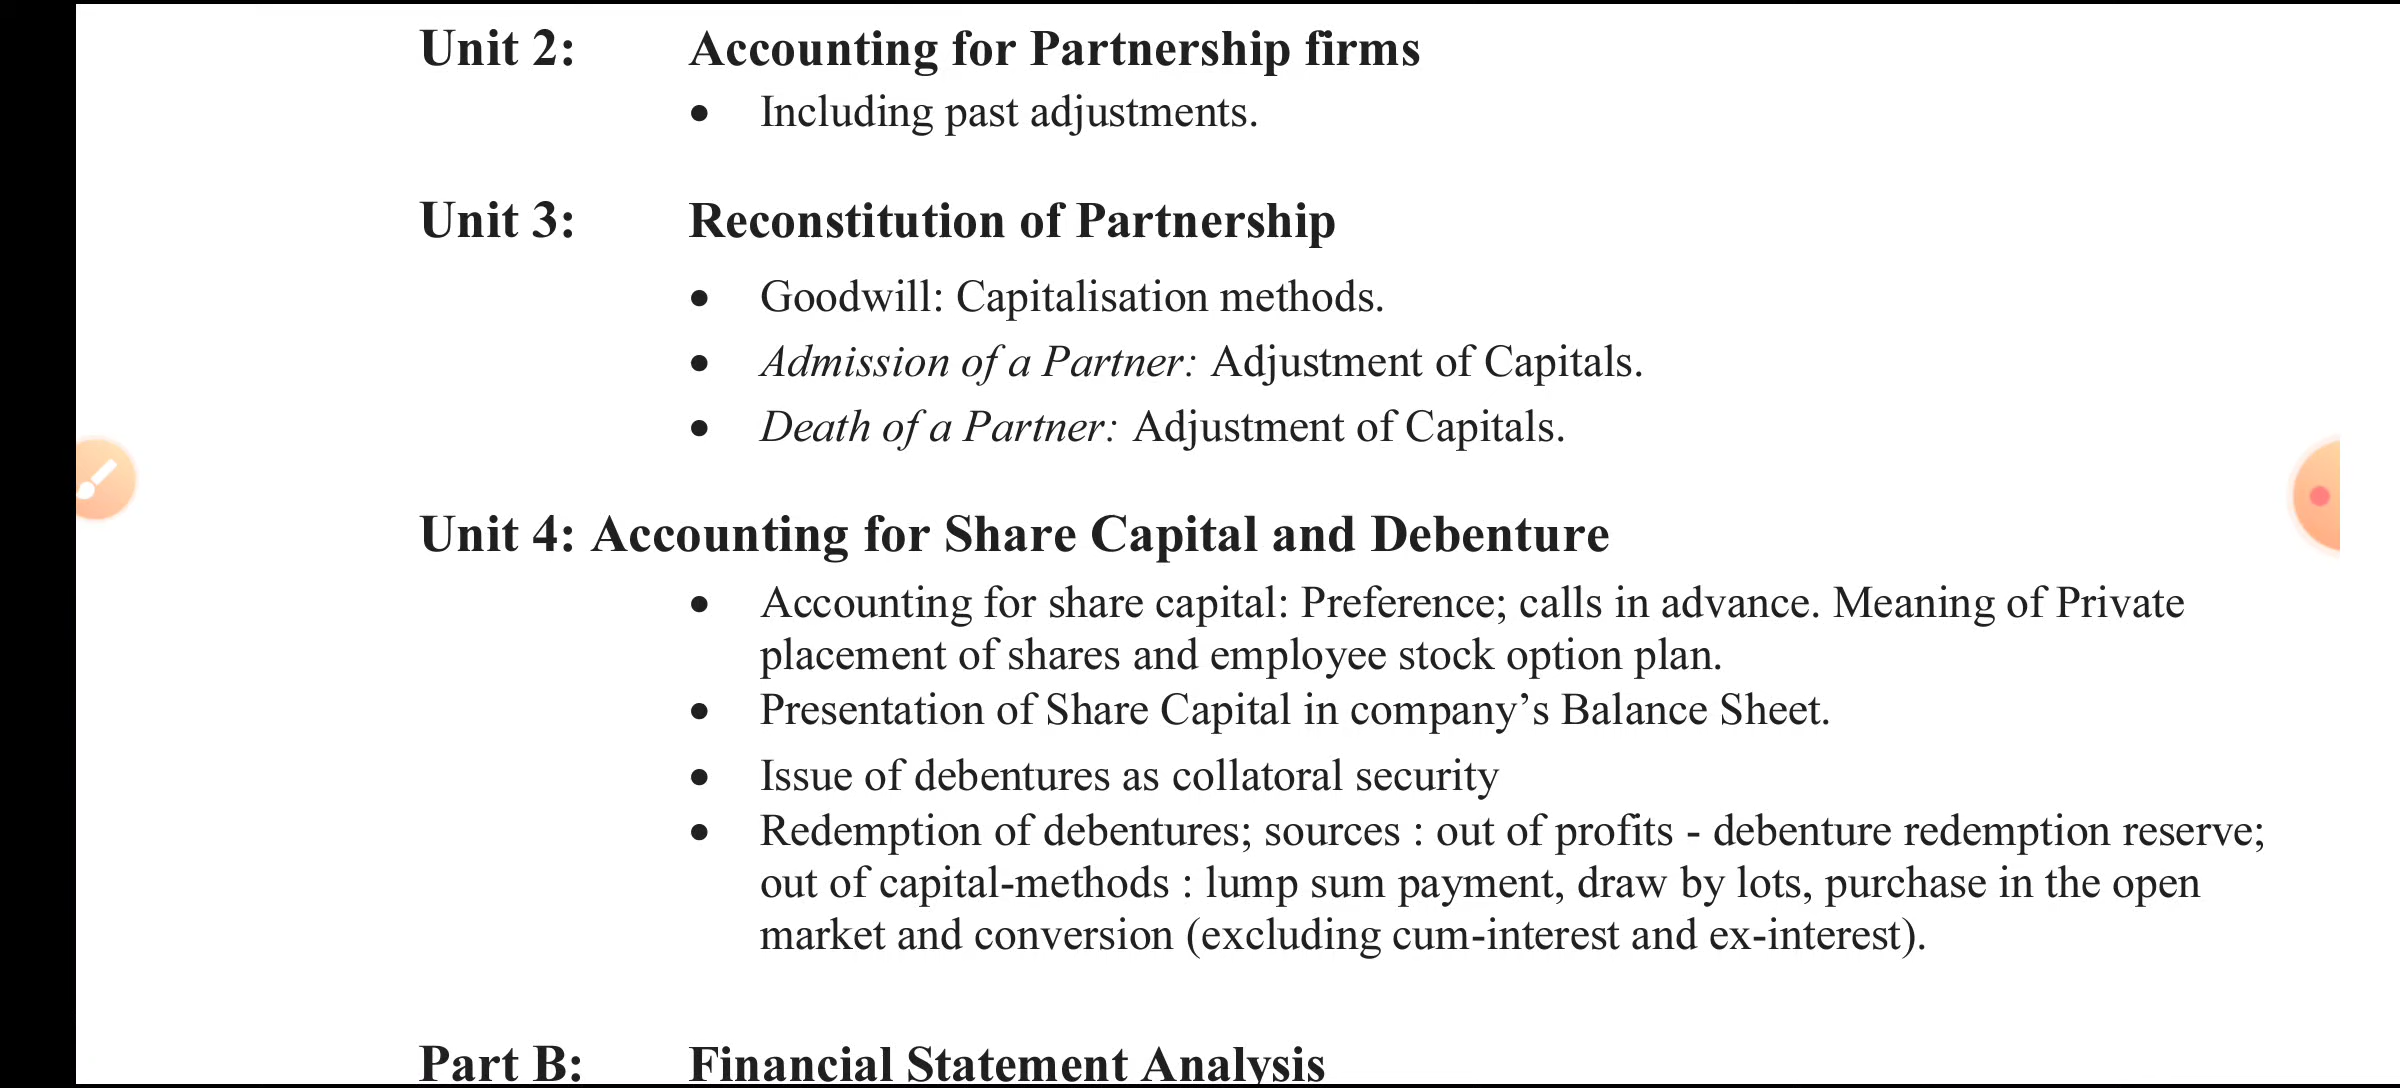 Unit 2: Accounting for Partnership firms
• Including past adjustments.
Unit 3: Reconstitution of Partnership
• Goodwill: Capitalisation methods.
• Admission of a Partner: Adjustment of Capitals.
• Death of a Partner: Adjustment of Capitals.
Unit 4: Accounting for Share Capital and Debenture
• Accounting for share capital: Preference; calls in advance. Meaning of Private
placement of shares and employee stock option plan.
• Presentation of Share Capital in company’s Balance Sheet.
• Issue of debentures as collatoral security
• Redemption of debentures; sources : out of profits - debenture redemption reserve;
out of capital-methods : lump sum payment, draw by lots, purchase in the open
market and conversion (excluding cum-interest and ex-interest).
Part B: Financial Statement Analysis